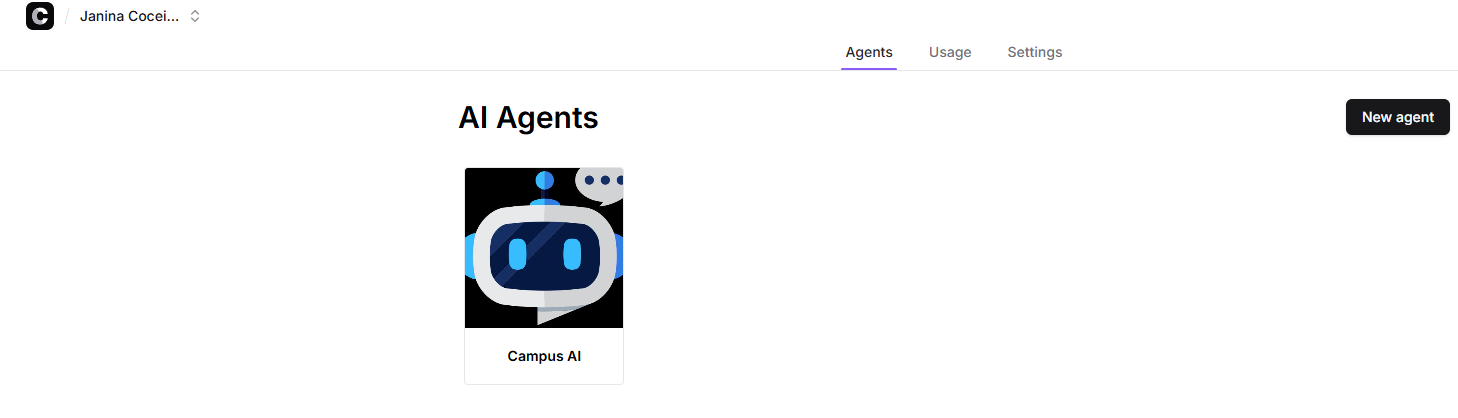 C / Janina Cocei...
Agents Usage Settings
AI Agents
New agent
Campus AI